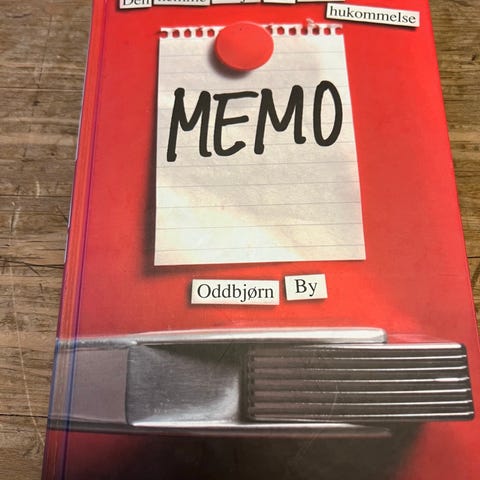 Den
hukommelse
MEMO
Oddbjørn By